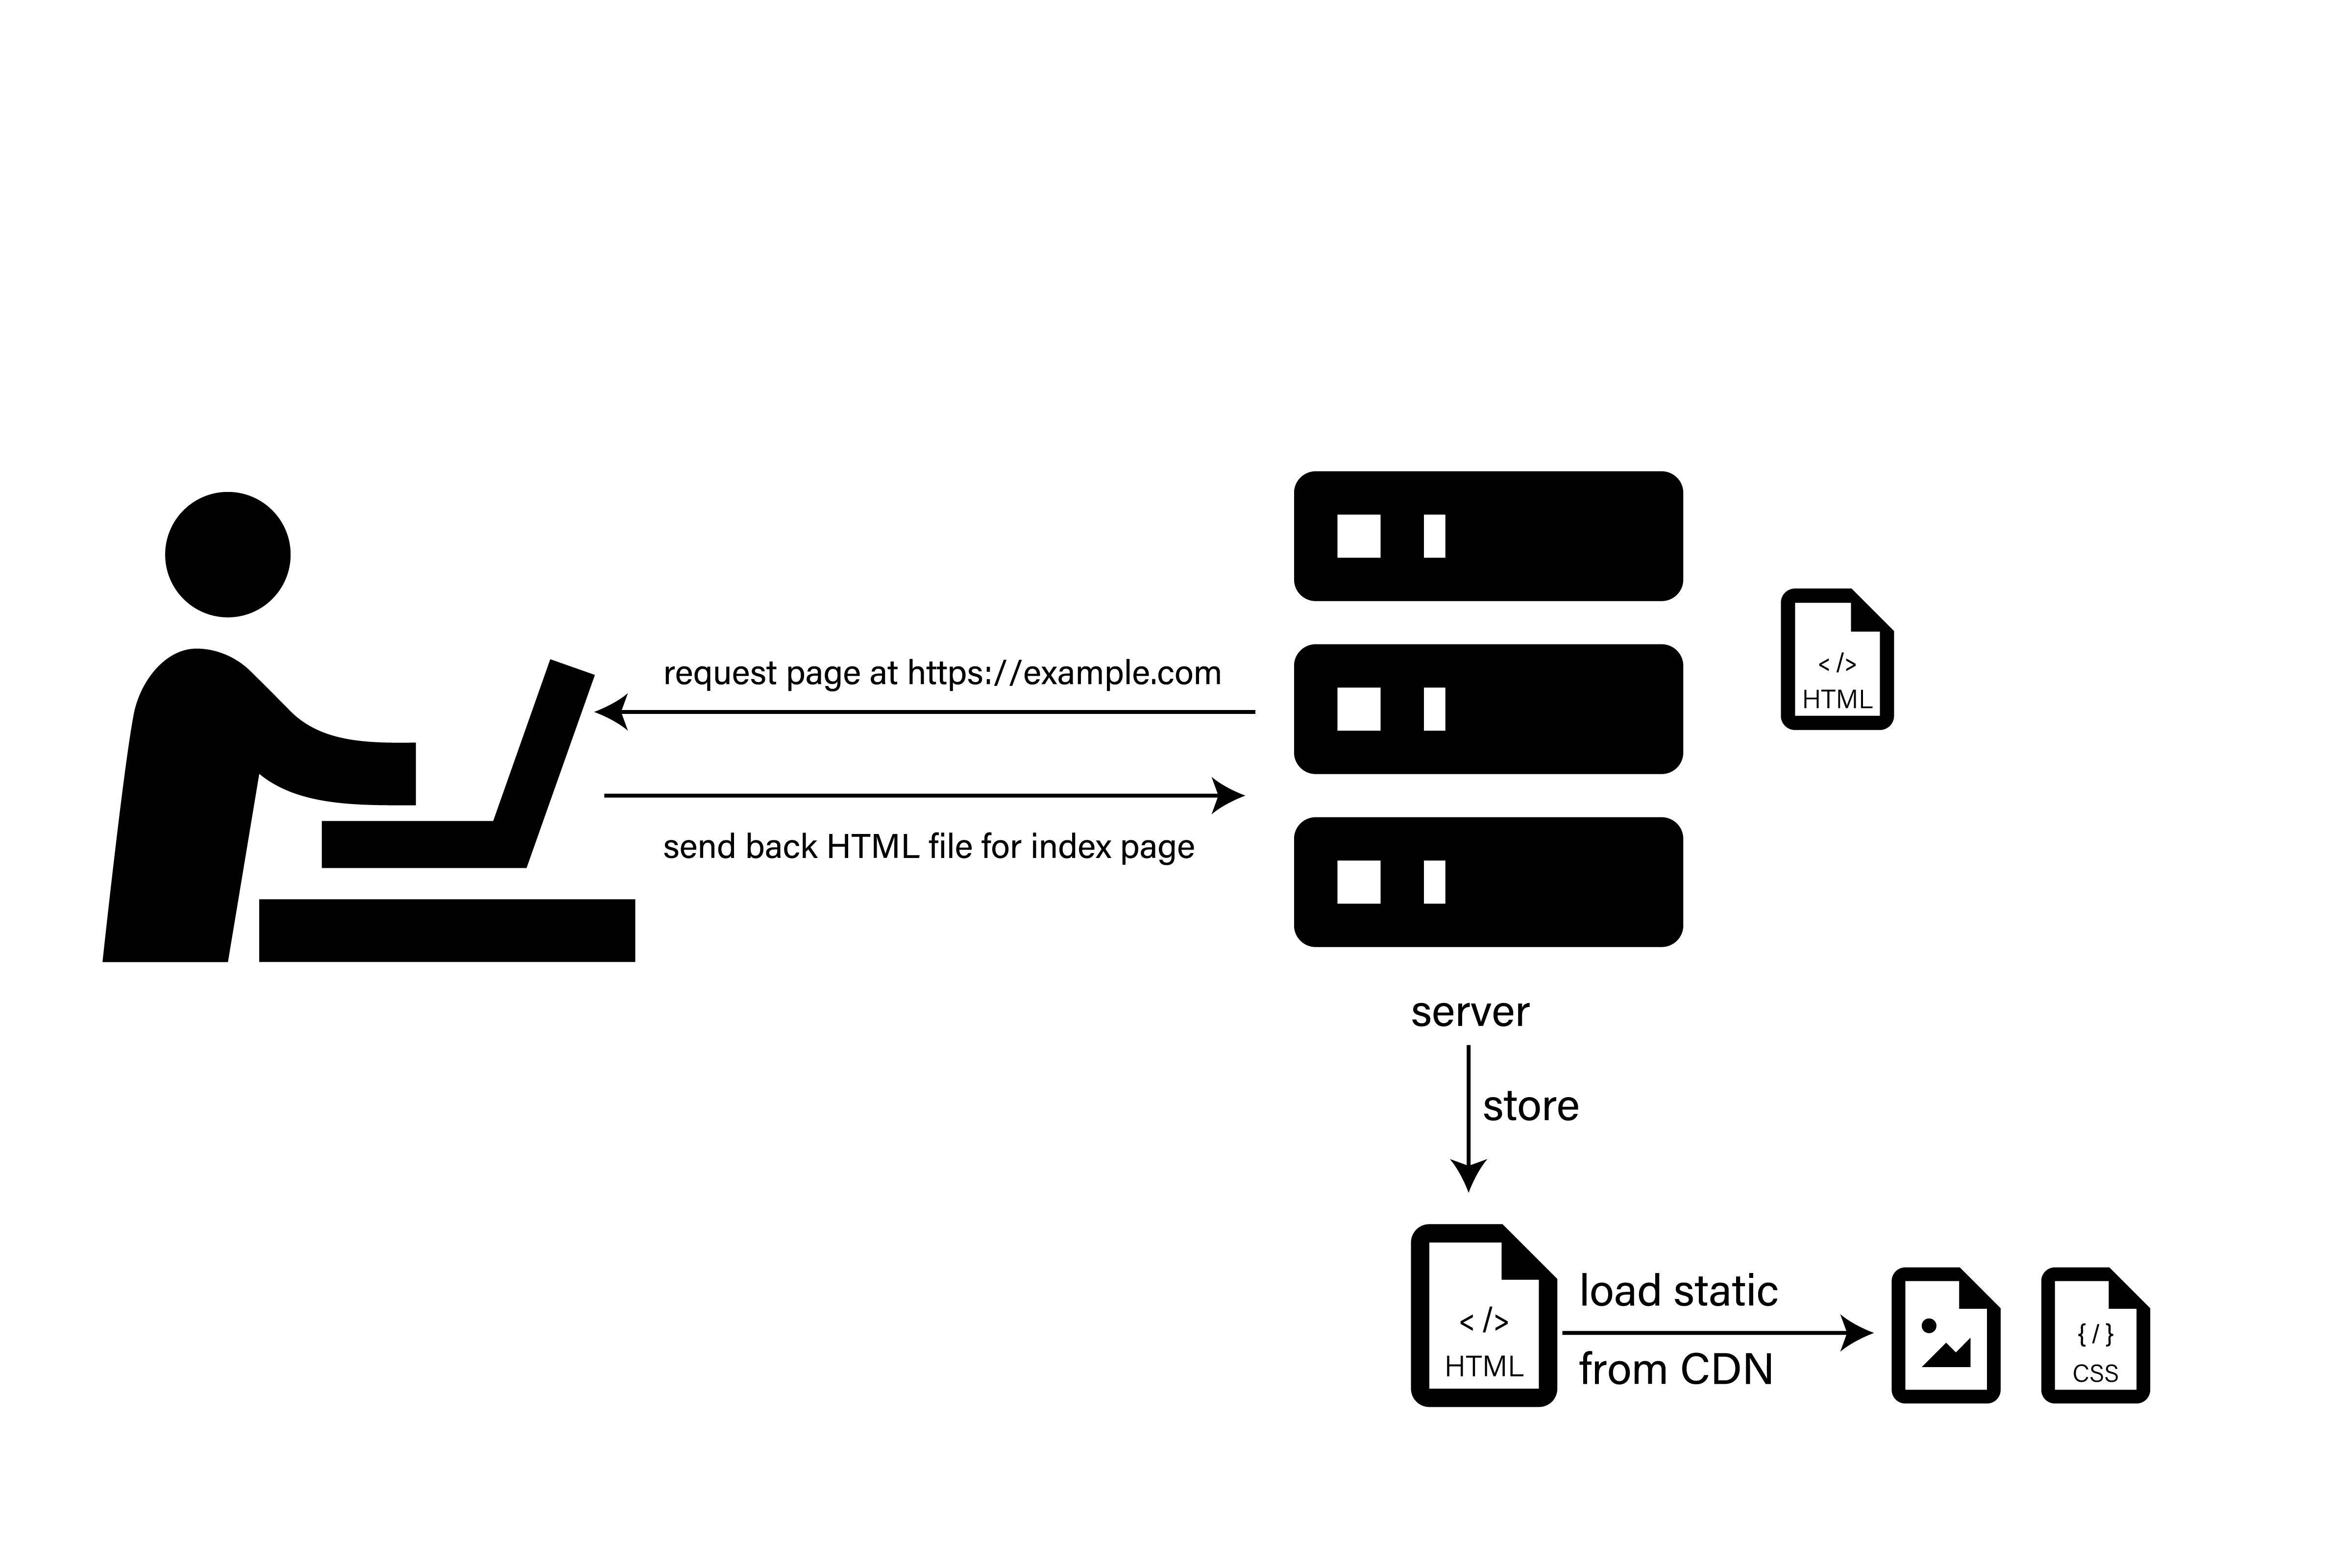 request page at https://example.com
</>
HTML
send back HTML file for index page
server
store
</>
HTML
load static
from CDN
{/}
CSS